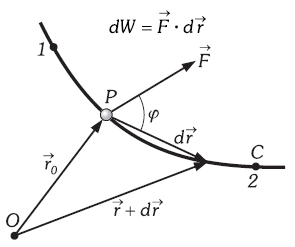 dW = F⃗ · dr⃗
1
P
F⃗
φ
dr⃗
r⃗₀
C
2
r⃗ + dr⃗
O